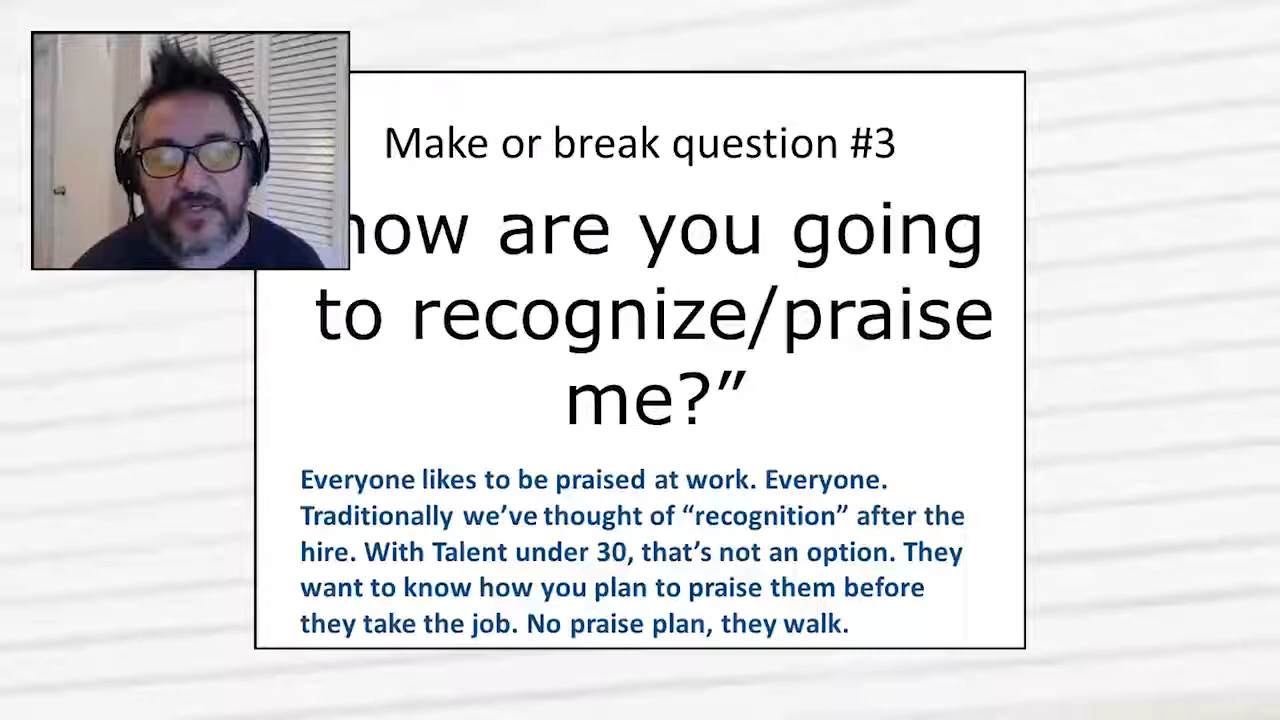 Make or break question #3
how are you going
to recognize/praise
me?”
Everyone likes to be praised at work. Everyone.
Traditionally we’ve thought of “recognition” after the
hire. With Talent under 30, that’s not an option. They
want to know how you plan to praise them before
they take the job. No praise plan, they walk.